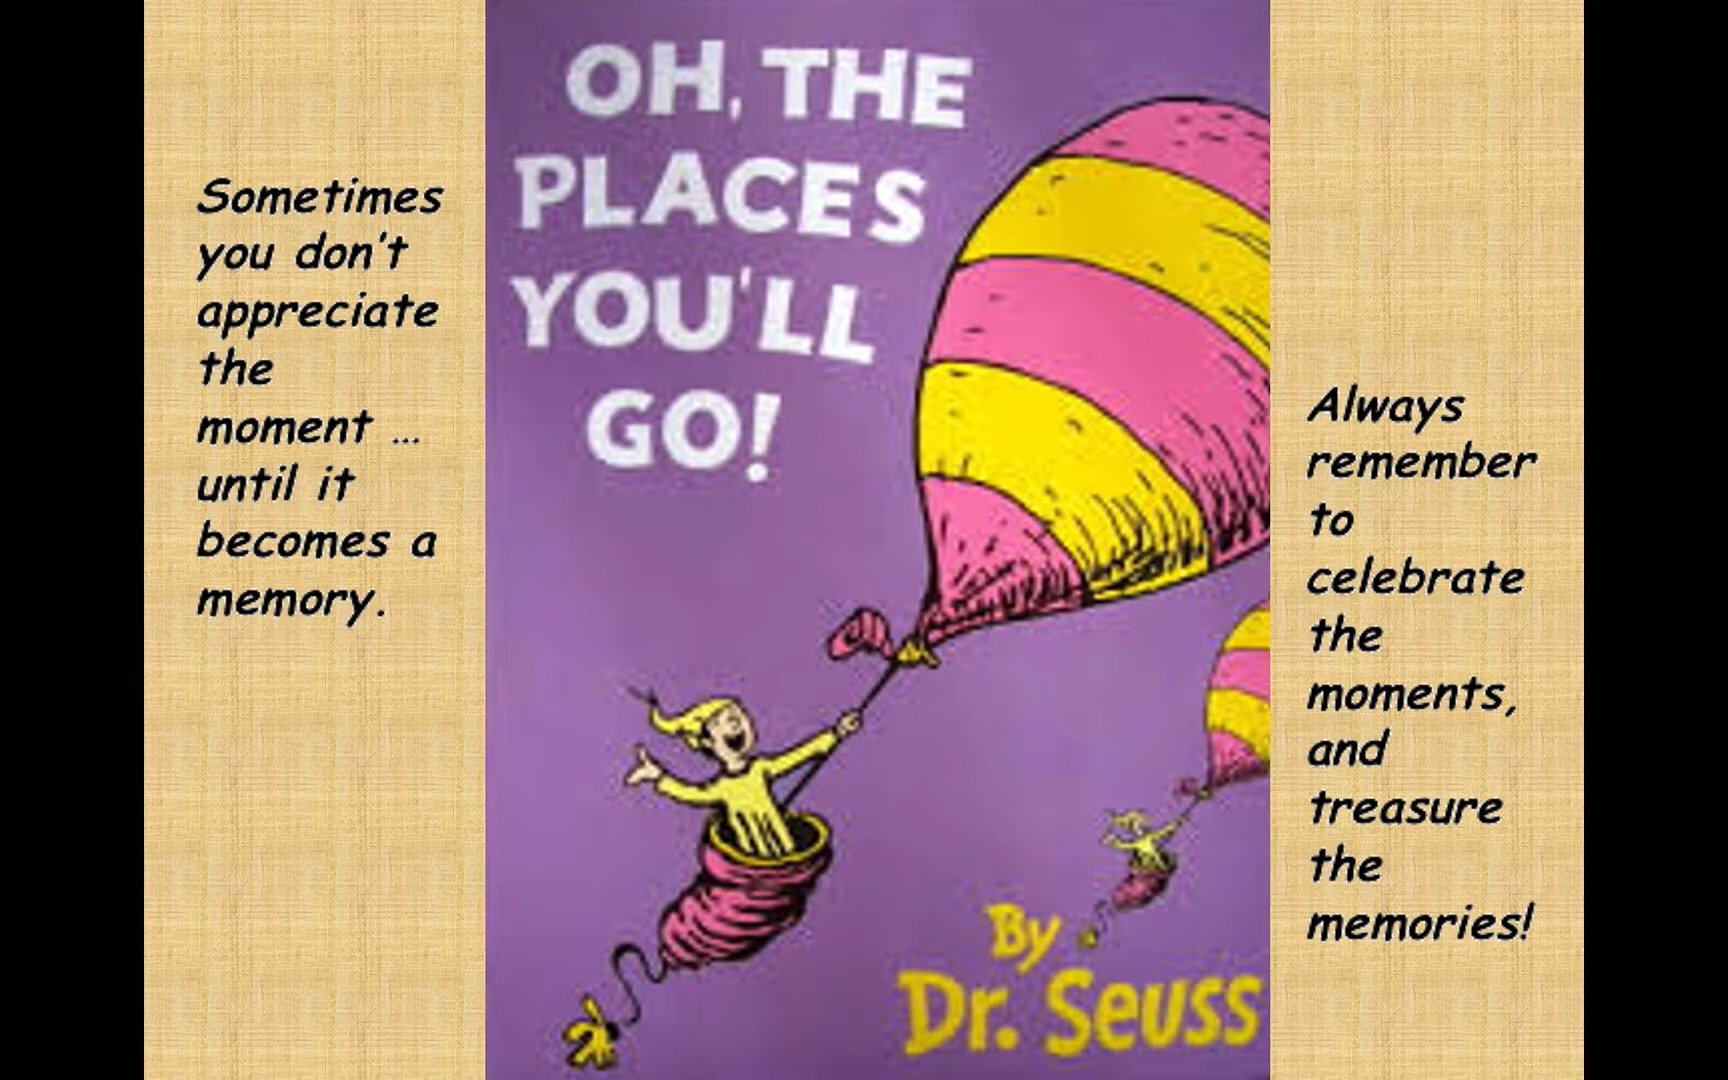 Sometimes
you don't
appreciate
the
moment ...
until it
becomes a
memory.
OH, THE
PLACES
YOU'LL
GO!
By
Dr. Seuss
Always
remember
to
celebrate
the
moments,
and
treasure
the
memories!